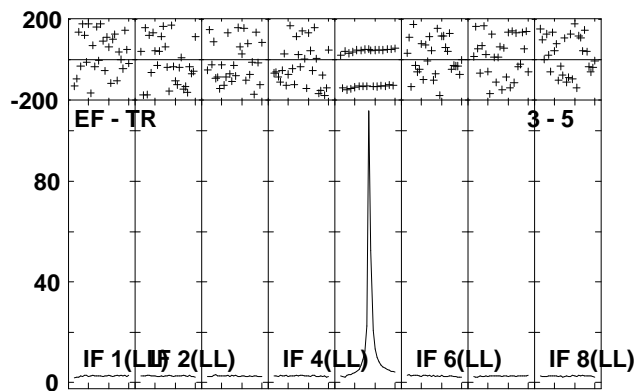 200
-200
EF - TR 3 - 5
80
40
IF 1(LL) IF 2(LL) IF 4(LL) IF 6(LL) IF 8(LL)
0